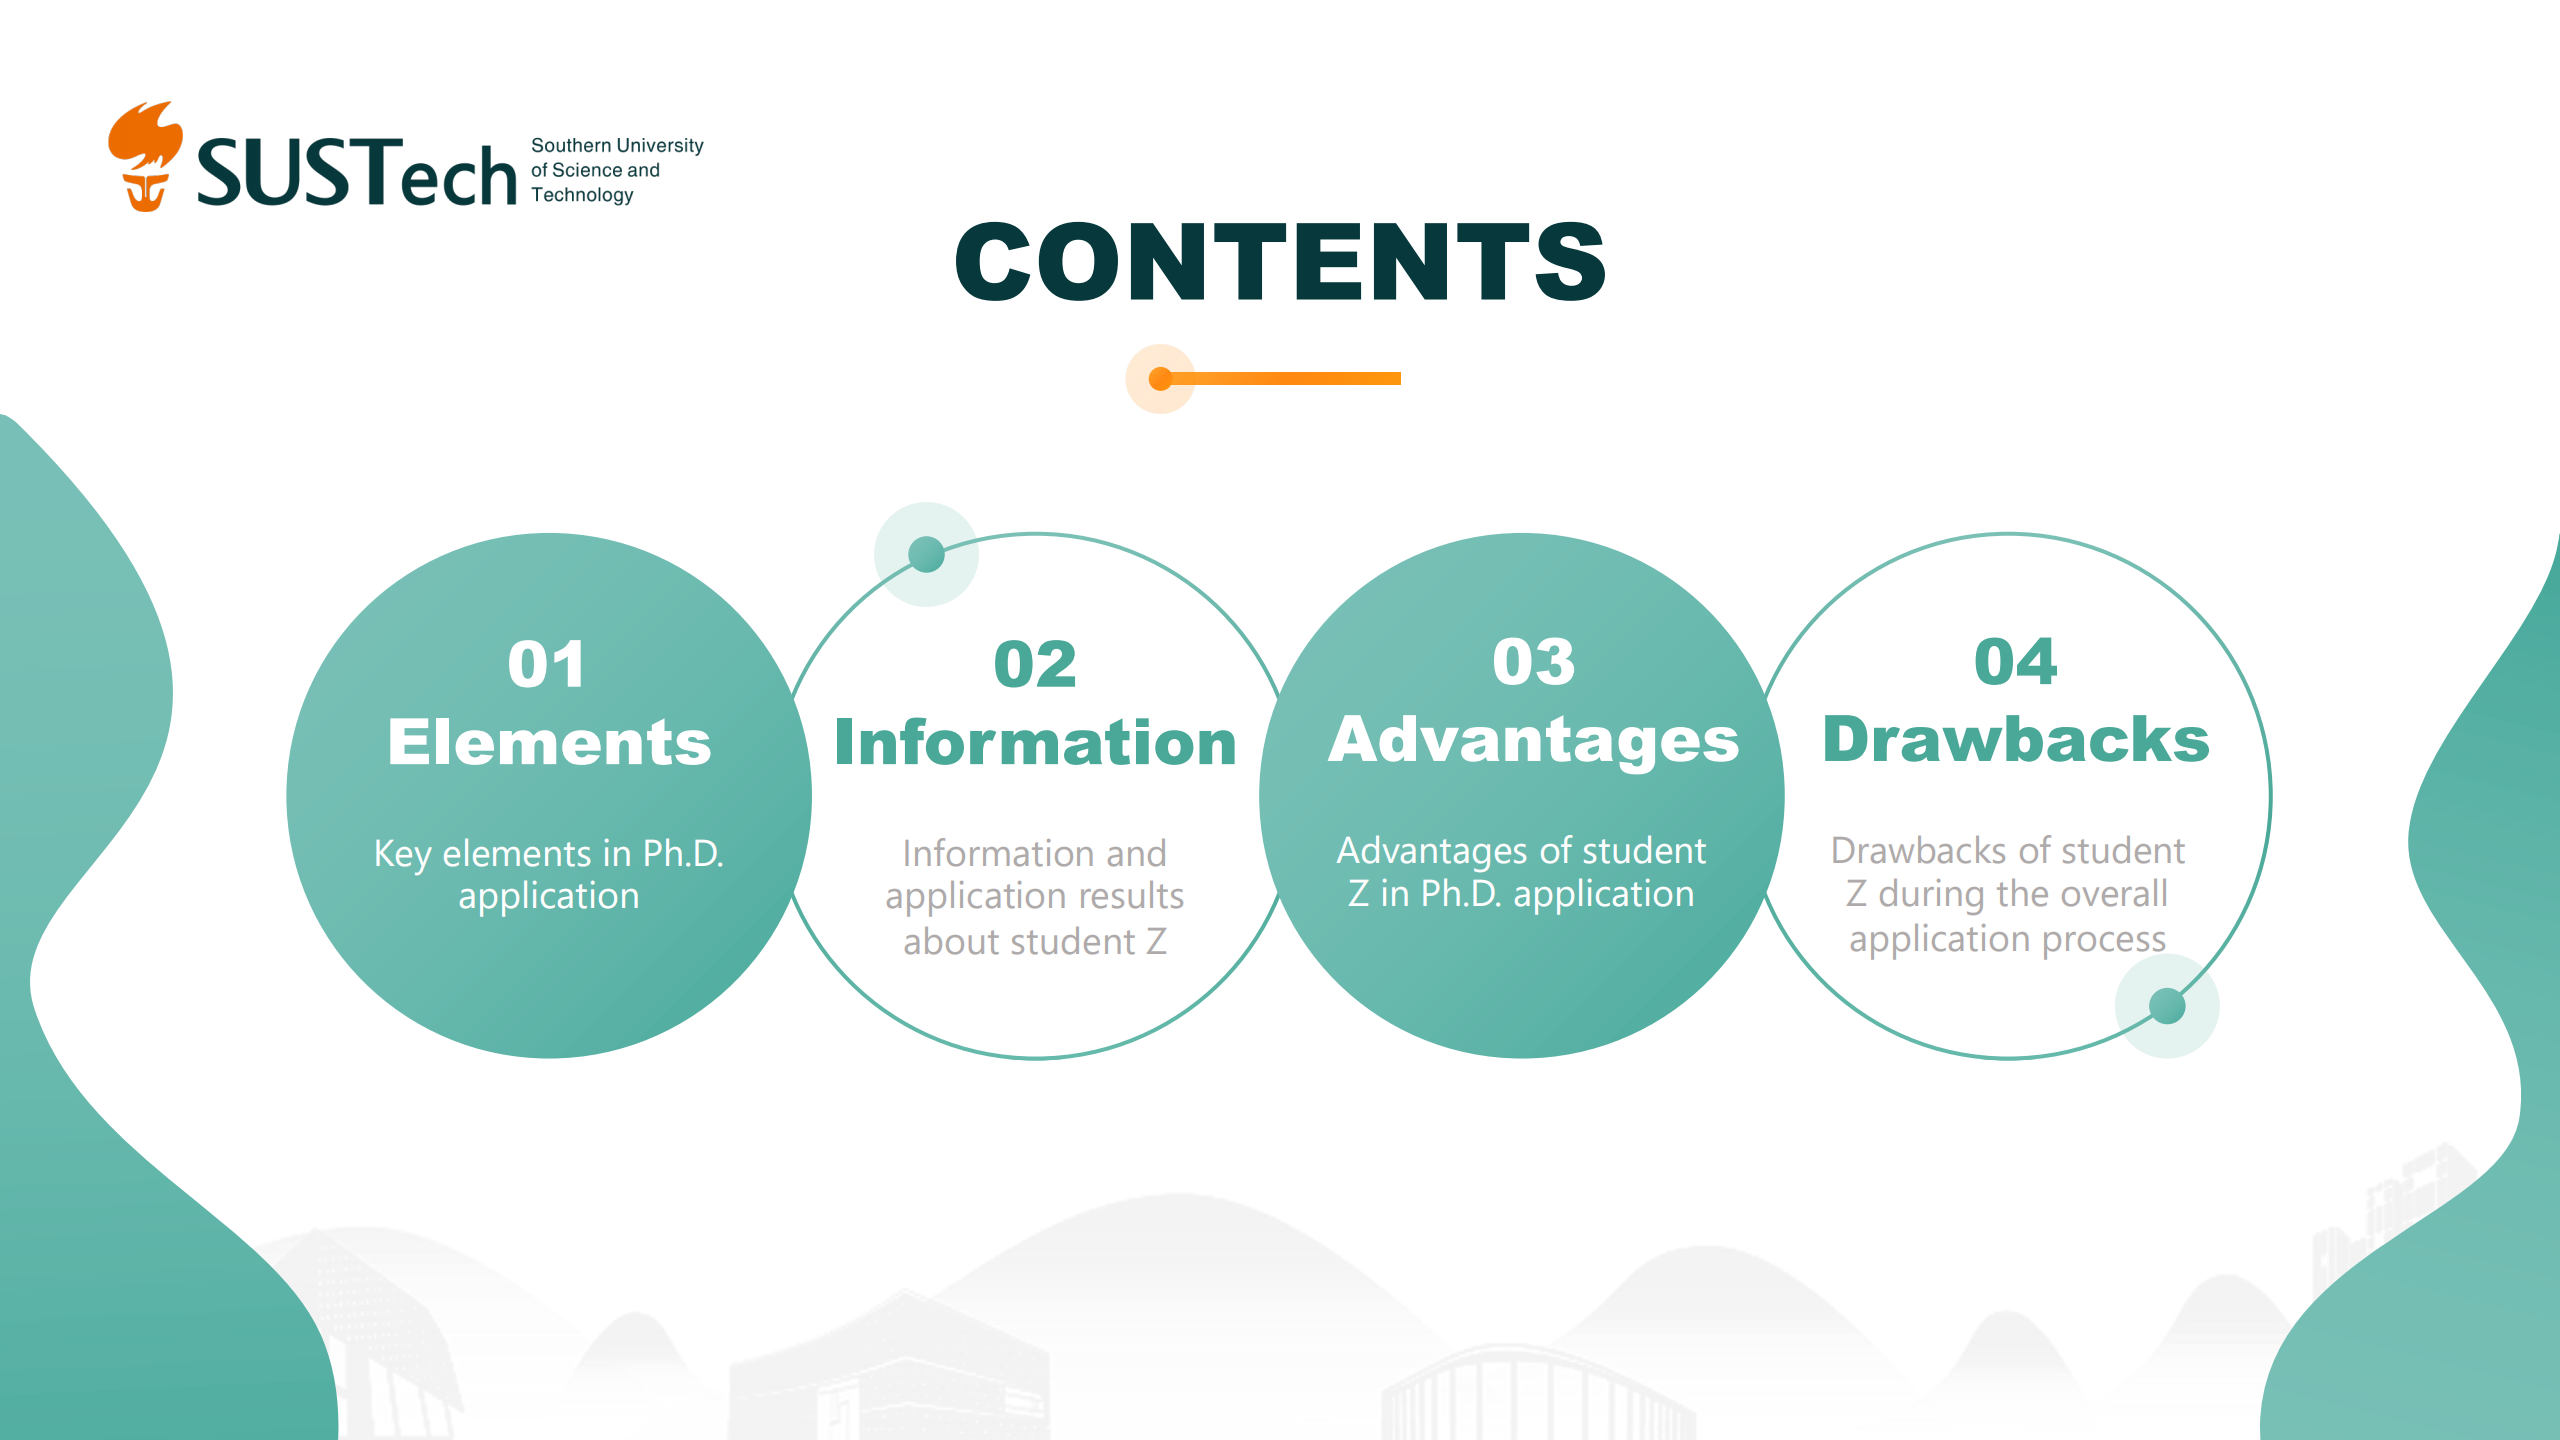 SUSTech
Southern University
of Science and
Technology
CONTENTS
01
Elements
Key elements in Ph.D.
application
02
Information
Information and
application results
about student Z
03
Advantages
Advantages of student
Z in Ph.D. application
04
Drawbacks
Drawbacks of student
Z during the overall
application process